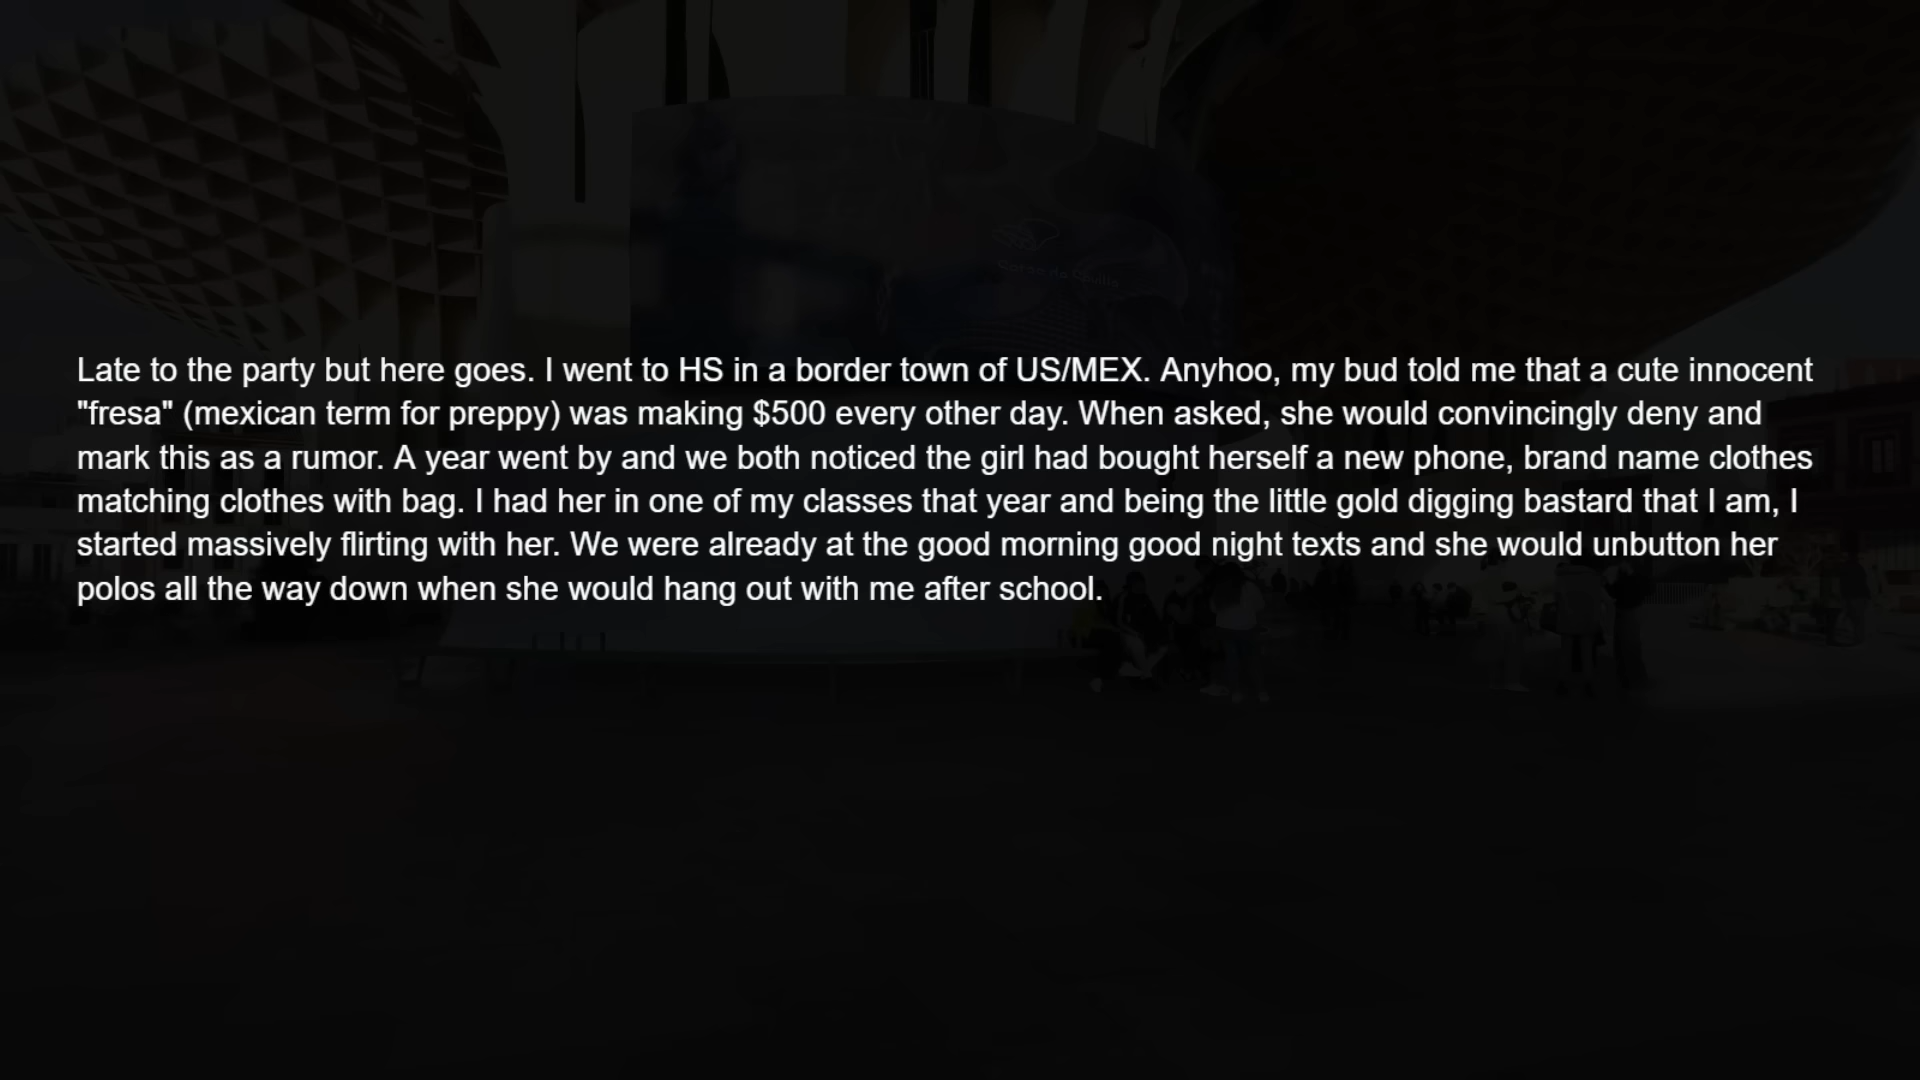 Late to the party but here goes. I went to HS in a border town of US/MEX. Anyhoo, my bud told me that a cute innocent
"fresa" (mexican term for preppy) was making $500 every other day. When asked, she would convincingly deny and
mark this as a rumor. A year went by and we both noticed the girl had bought herself a new phone, brand name clothes
matching clothes with bag. I had her in one of my classes that year and being the little gold digging bastard that I am, I
started massively flirting with her. We were already at the good morning good night texts and she would unbutton her
polos all the way down when she would hang out with me after school.